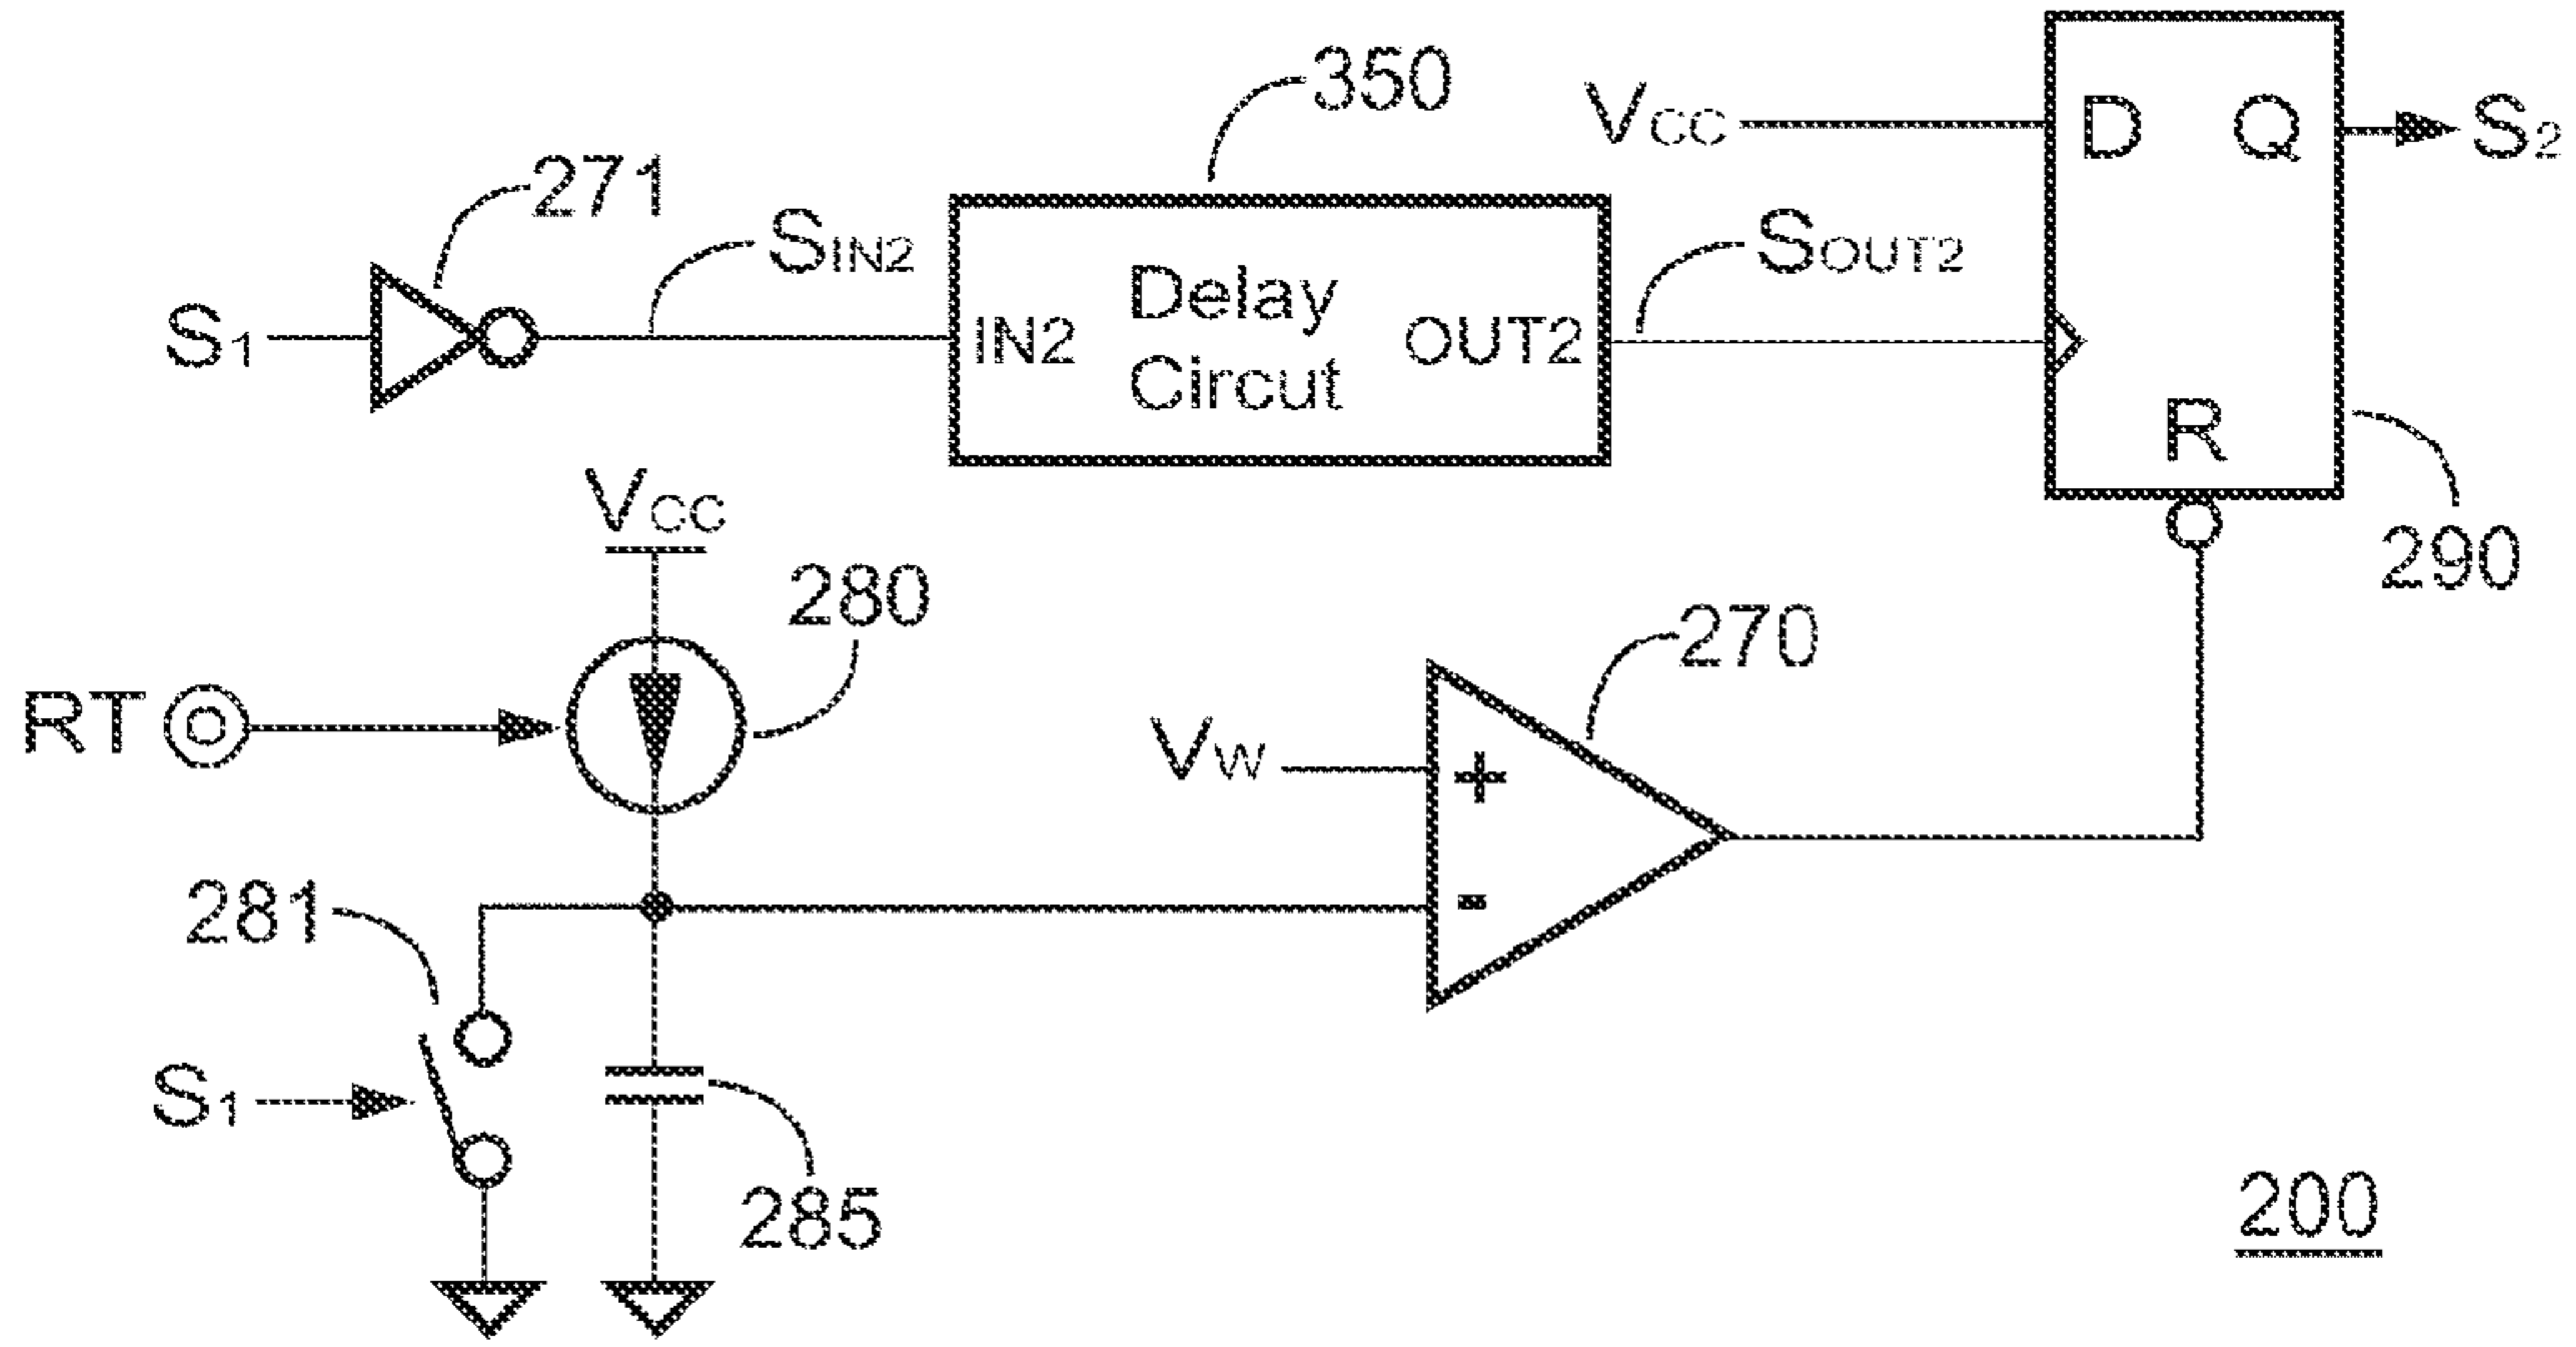 350
VCC
D
Q
S2
271
SIN2
SOUT2
S1
IN2
Delay
Circut
OUT2
R
VCC
290
280
270
RT
VW
+
-
281
S1
285
200